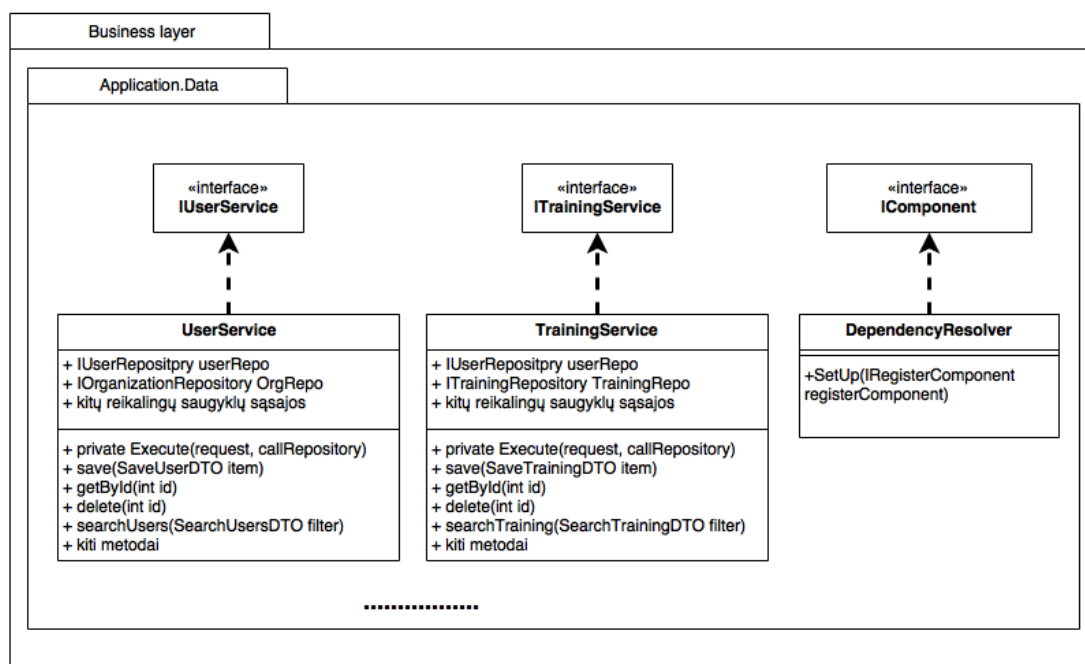 Business layer
Application.Data
«interface»
IUserService
«interface»
ITrainingService
«interface»
IComponent
UserService
+ IUserRepositpry userRepo
+ IOrganizationRepository OrgRepo
+ kitų reikalingų saugyklų sąsajos
+ private Execute(request, callRepository)
+ save(SaveUserDTO item)
+ getById(int id)
+ delete(int id)
+ searchUsers(SearchUsersDTO filter)
+ kiti metodai
TrainingService
+ IUserRepositpry userRepo
+ ITrainingRepository TrainingRepo
+ kitų reikalingų saugyklų sąsajos
+ private Execute(request, callRepository)
+ save(SaveTrainingDTO item)
+ getById(int id)
+ delete(int id)
+ searchTraining(SearchTrainingDTO filter)
+ kiti metodai
DependencyResolver
+SetUp(IRegisterComponent
registerComponent)